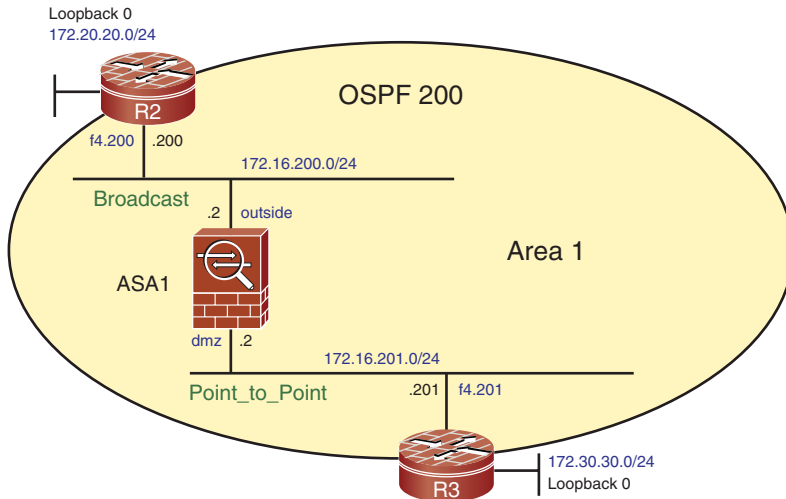 Loopback 0
172.20.20.0/24
OSPF 200
R2
f4.200 .200
172.16.200.0/24
Broadcast
.2 outside
Area 1
ASA1
dmz .2
172.16.201.0/24
Point_to_Point
.201 f4.201
172.30.30.0/24
R3
Loopback 0